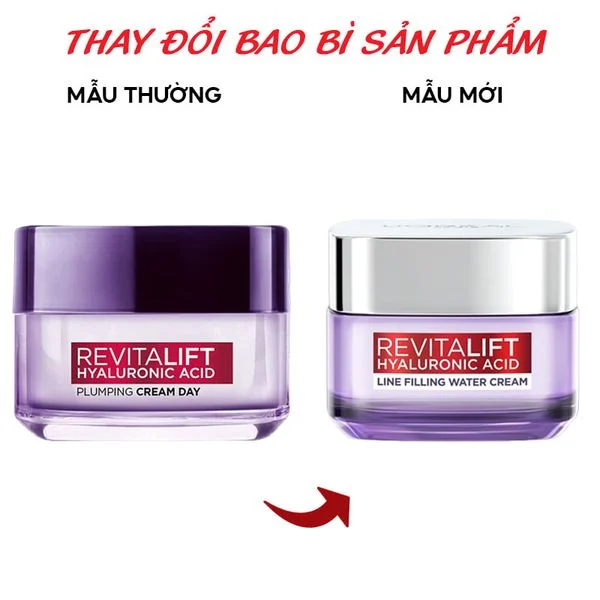 THAY ĐỔI BAO BÌ SẢN PHẨM
MẪU THƯỜNG
MẪU MỚI
REVITALIFT
HYALURONIC ACID
PLUMPING CREAM DAY
L'ORÉAL
REVITALIFT
HYALURONIC ACID
LINE FILLING WATER CREAM